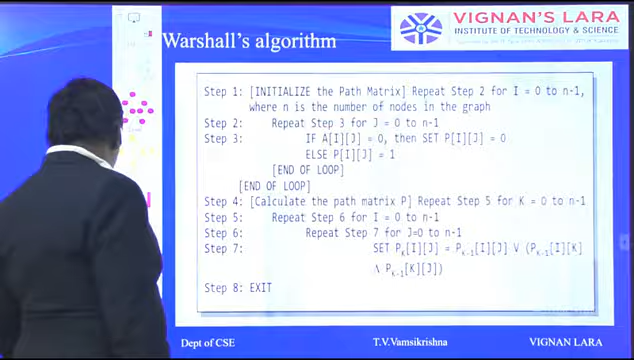 VIGNAN'S LARA
INSTITUTE OF TECHNOLOGY & SCIENCE
Warshall's algorithm
Step 1: [INITIALIZE the Path Matrix] Repeat Step 2 for I = 0 to n-1,
where n is the number of nodes in the graph
Step 2: Repeat Step 3 for J = 0 to n-1
Step 3: IF A[I][J] = 0, then SET P[I][J] = 0
ELSE P[I][J] = 1
[END OF LOOP]
[END OF LOOP]
Step 4: [Calculate the path matrix P] Repeat Step 5 for K = 0 to n-1
Step 5: Repeat Step 6 for I = 0 to n-1
Step 6: Repeat Step 7 for J=0 to n-1
Step 7: SET Pₖ[I][J] = Pₖ₋₁[I][J] V (Pₖ₋₁[I][K]
Λ Pₖ₋₁[K][J])
Step 8: EXIT
Dept of CSE T.V.Vamsikrishna VIGNAN LARA